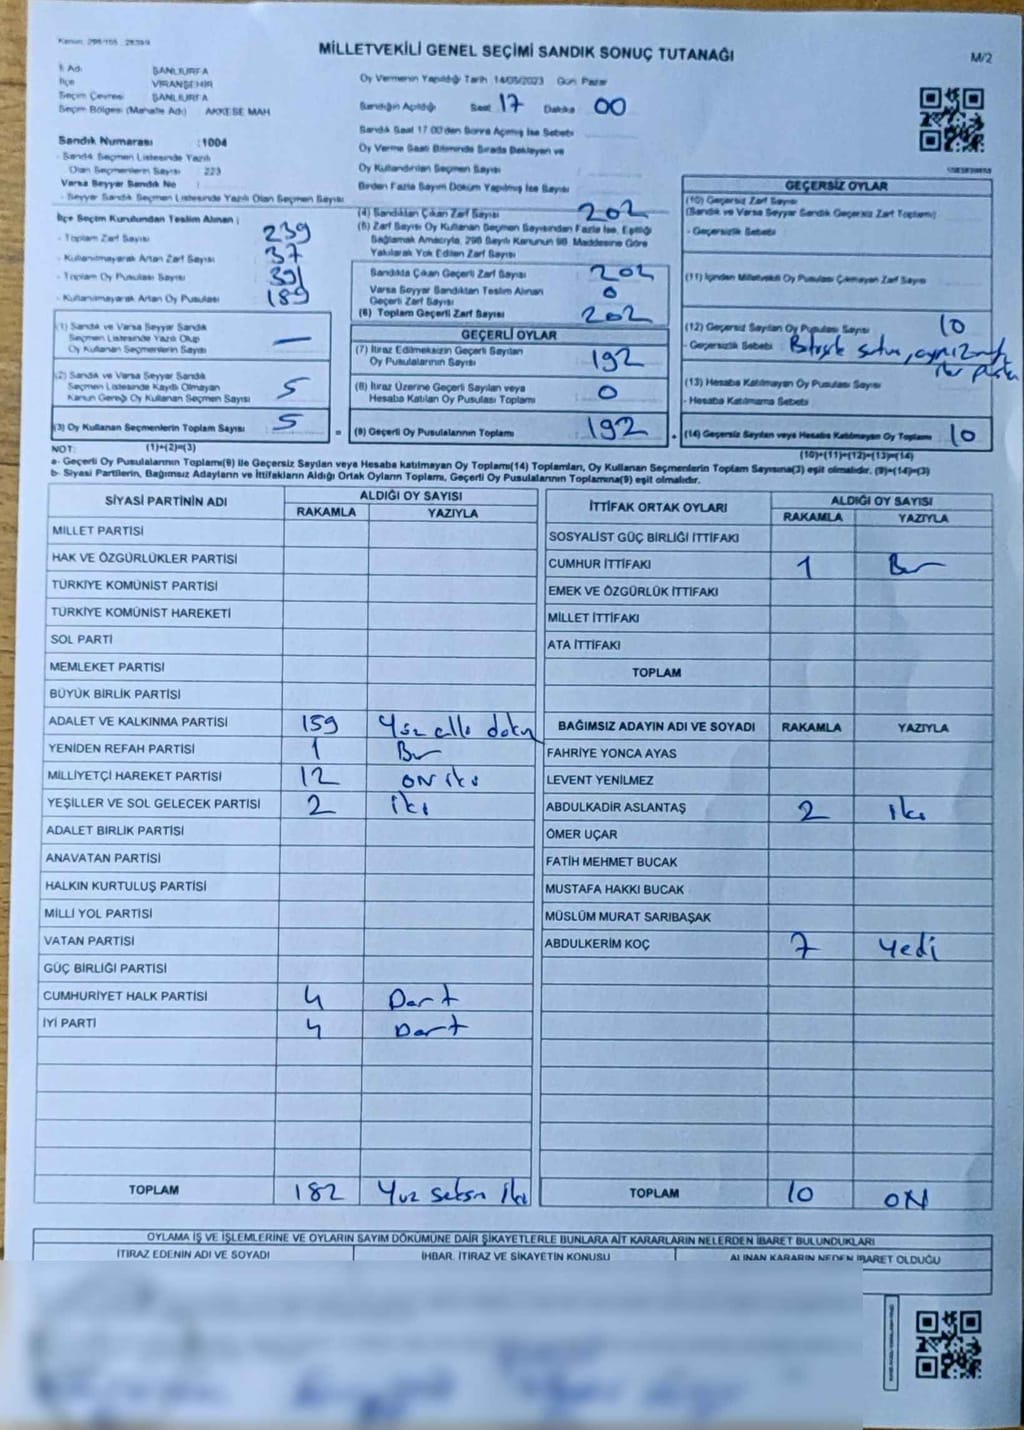 MİLLETVEKİLİ GENEL SEÇİMİ SANDIK SONUÇ TUTANAĞI
M/2
İl Adı ŞANLIURFA
İlçe VİRANŞEHİR
Seçim Çevresi ŞANLIURFA
Seçim Bölgesi (Mahalle Adı)
Sandık Numarası :1004
- Sandık Seçmen Listesinde Yazılı
Olan Seçmenlerin Sayısı 223
Varsa Seyyar Sandık No
- Seyyar Sandık Seçmen Listesinde Yazılı Olan Seçmen Sayısı
Oy Vermenin Yapıldığı Tarih 14/05/2023 Gün Pazar
Sandığın Açıldığı Saat 17 Dakika 00
Sandık Saat 17:00'den Sonra Açılmış İse Sebebi
Oy Verme Saati Bitiminde Sırada Bekleyen ve
Oy Kullandırılan Seçmen Sayısı
Birden Fazla Sayım Döküm Yapılmış İse Sayısı
İlçe Seçim Kurulundan Teslim Alınan :
- Toplam Zarf Sayısı 239
- Kullanılmayarak Artan Zarf Sayısı 37
- Toplam Oy Pusulası Sayısı 391
- Kullanılmayarak Artan Oy Pusulası 189
(1) Sandık ve Varsa Seyyar Sandık
Seçmen Listesinde Yazılı Olup
Oy Kullanan Seçmenlerin Sayısı —
(2) Sandık ve Varsa Seyyar Sandık
Seçmen Listesinde Kayıtlı Olmayan
Kanun Gereği Oy Kullanan Seçmen Sayısı 5
(3) Oy Kullanan Seçmenlerin Toplam Sayısı 5
(1)+(2)=(3)
(4) Sandıktan Çıkan Zarf Sayısı 202
(5) Zarf Sayısı Oy Kullanan Seçmen Sayısından Fazla İse, Eşitliği
Sağlamak Amacıyla, 298 Sayılı Kanunun 98. Maddesine Göre
Yakılarak Yok Edilen Zarf Sayısı
Sandıkta Çıkan Geçerli Zarf Sayısı 202
Varsa Seyyar Sandıktan Teslim Alınan
Geçerli Zarf Sayısı 0
(6) Toplam Geçerli Zarf Sayısı 202
GEÇERLİ OYLAR
(7) İtiraz Edilmeksizin Geçerli Sayılan
Oy Pusulalarının Sayısı 192
(8) İtiraz Üzerine Geçerli Sayılan veya
Hesaba Katılan Oy Pusulası Toplamı 0
(9) Geçerli Oy Pusulalarının Toplamı 192
GEÇERSİZ OYLAR
(10) Geçersiz Zarf Sayısı
(Sandık ve Varsa Seyyar Sandık Geçersiz Zarf Toplamı)
- Geçersizlik Sebebi
(11) İçinden Milletvekili Oy Pusulası Çıkmayan Zarf Sayısı
(12) Geçersiz Sayılan Oy Pusulası Sayısı 10
- Geçersizlik Sebebi
(13) Hesaba Katılmayan Oy Pusulası Sayısı
- Hesaba Katılmama Sebebi
(14) Geçersiz Sayılan veya Hesaba Katılmayan Oy Toplamı 10
(10)+(11)+(12)+(13)=(14)
NOT:
a- Geçerli Oy Pusulalarının Toplamı(9) ile Geçersiz Sayılan veya Hesaba katılmayan Oy Toplamı(14) Toplamları, Oy Kullanan Seçmenlerin Toplam Sayısına(3) eşit olmalıdır. (9)+(14)=(3)
b- Siyasi Partilerin, Bağımsız Adayların ve İttifakların Aldığı Ortak Oyların Toplamı, Geçerli Oy Pusulalarının Toplamına(9) eşit olmalıdır.
SİYASİ PARTİNİN ADI ALDIĞI OY SAYISI
RAKAMLA YAZIYLA
MİLLET PARTİSİ
HAK VE ÖZGÜRLÜKLER PARTİSİ
TÜRKİYE KOMÜNİST PARTİSİ
TÜRKİYE KOMÜNİST HAREKETİ
SOL PARTİ
MEMLEKET PARTİSİ
BÜYÜK BİRLİK PARTİSİ
ADALET VE KALKINMA PARTİSİ 159 Yüz elli doku
YENİDEN REFAH PARTİSİ 1 Bir
MİLLİYETÇİ HAREKET PARTİSİ 12 ON iki
YEŞİLLER VE SOL GELECEK PARTİSİ 2 iki
ADALET BİRLİK PARTİSİ
ANAVATAN PARTİSİ
HALKIN KURTULUŞ PARTİSİ
MİLLİ YOL PARTİSİ
VATAN PARTİSİ
GÜÇ BİRLİĞİ PARTİSİ
CUMHURİYET HALK PARTİSİ 4 Dört
İYİ PARTİ 4 Dört
TOPLAM 182 Yuz seksn iki
İTTİFAK ORTAK OYLARI ALDIĞI OY SAYISI
RAKAMLA YAZIYLA
SOSYALİST GÜÇ BİRLİĞİ İTTİFAKI
CUMHUR İTTİFAKI 1 Bir
EMEK VE ÖZGÜRLÜK İTTİFAKI
MİLLET İTTİFAKI
ATA İTTİFAKI
TOPLAM
BAĞIMSIZ ADAYIN ADI VE SOYADI RAKAMLA YAZIYLA
FAHRİYE YONCA AYAS
LEVENT YENİLMEZ
ABDULKADİR ASLANTAŞ 2 iki
ÖMER UÇAR
FATİH MEHMET BUCAK
MUSTAFA HAKKI BUCAK
MÜSLÜM MURAT SARIBAŞAK
ABDULKERİM KOÇ 7 yedi
TOPLAM 10 ON
OYLAMA İŞ VE İŞLEMLERİNE VE OYLARIN SAYIM DÖKÜMÜNE DAİR ŞİKAYETLERLE BUNLARA AİT KARARLARIN NELERDEN İBARET BULUNDUKLARI
İTİRAZ EDENİN ADI VE SOYADI İHBAR, İTİRAZ VE ŞİKAYETİN KONUSU ALINAN KARARIN NEDEN İBARET OLDUĞU